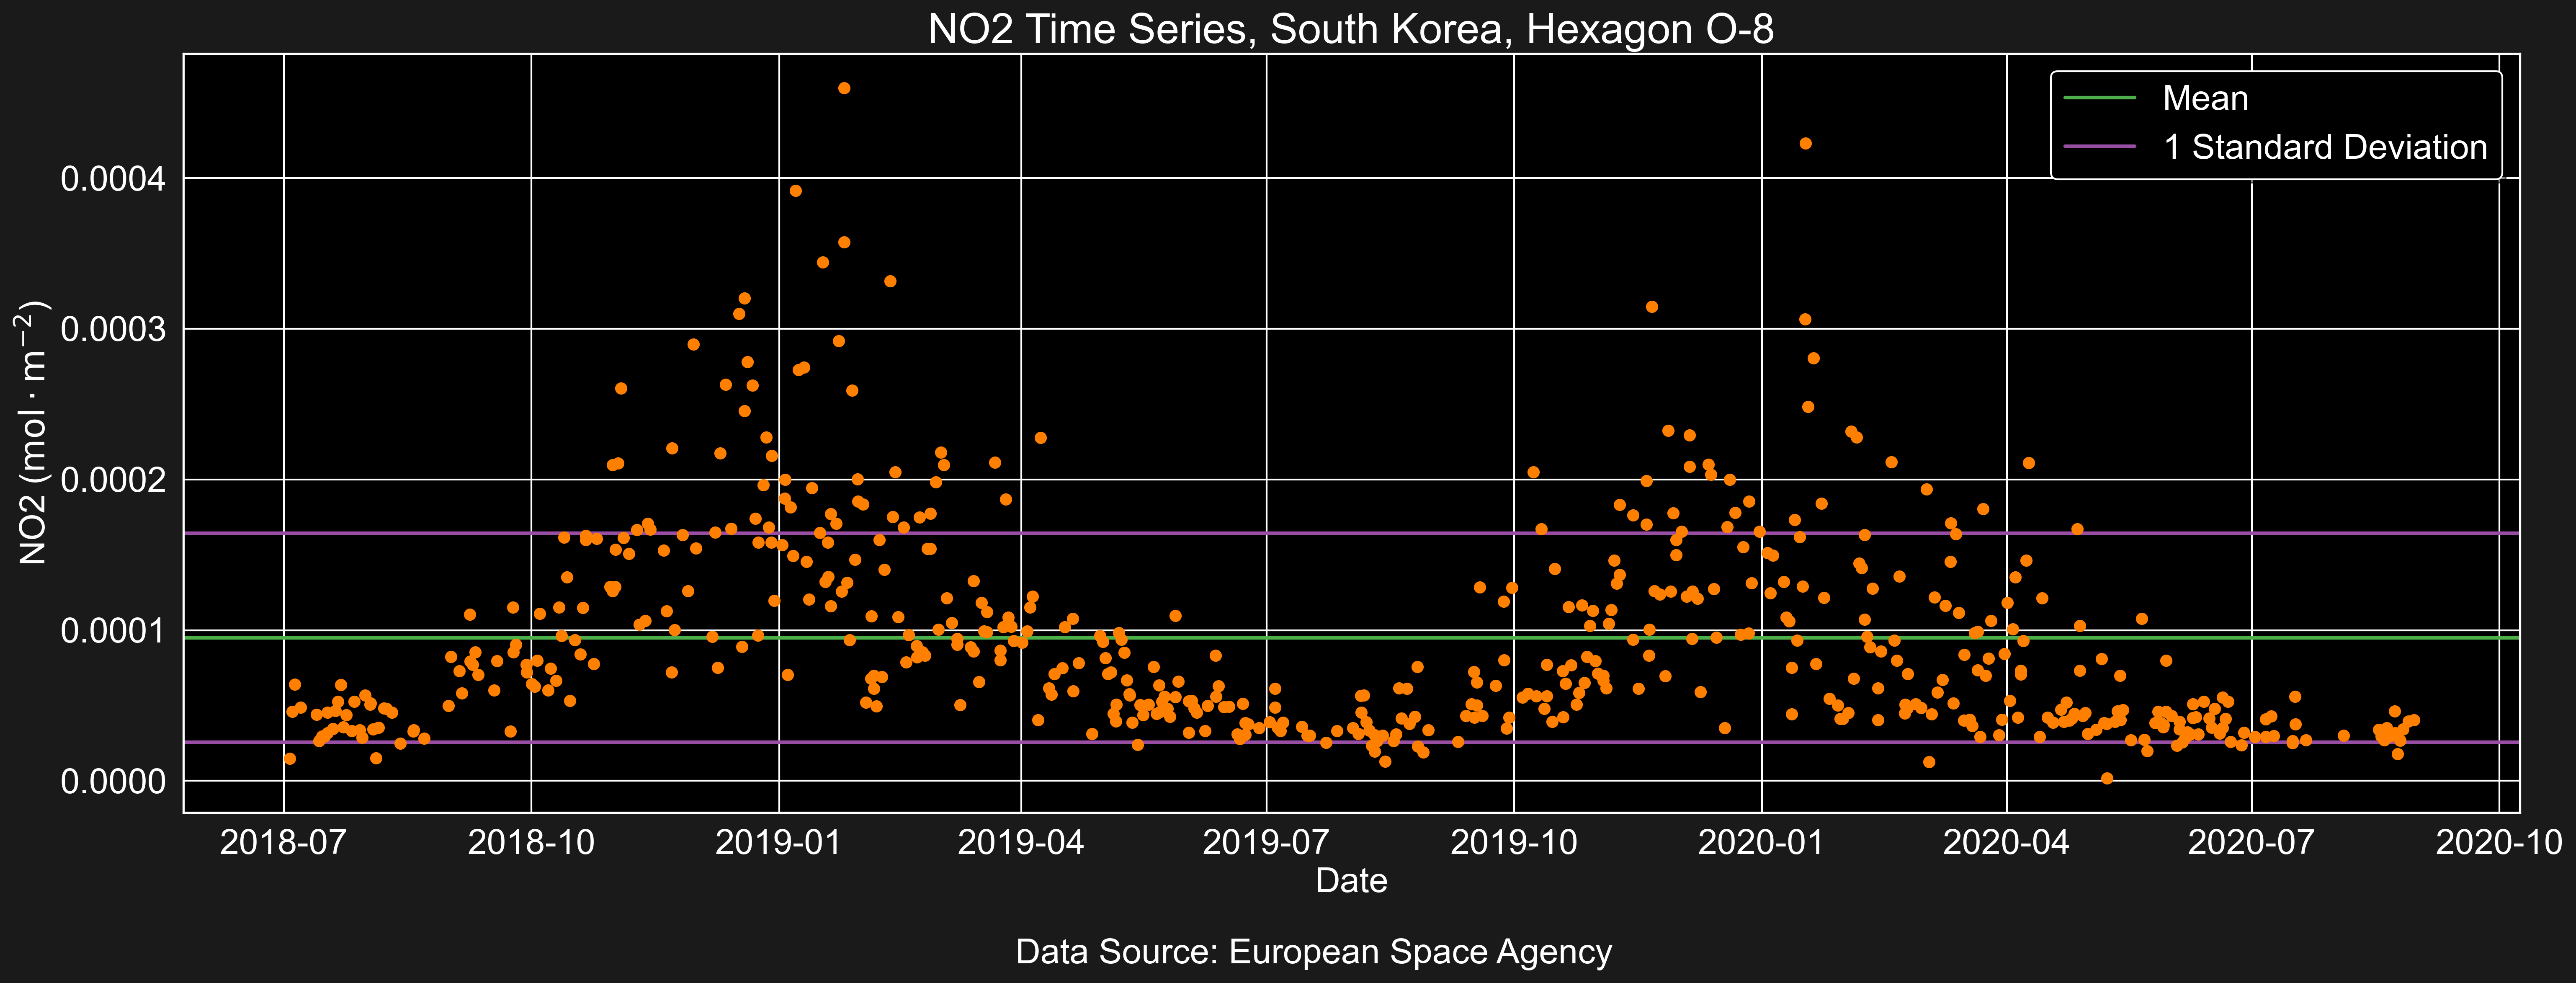 NO2 Time Series, South Korea, Hexagon O-8
Mean
1 Standard Deviation
NO2 (mol · m⁻²)
0.0004
0.0003
0.0002
0.0001
0.0000
2018-07 2018-10 2019-01 2019-04 2019-07 2019-10 2020-01 2020-04 2020-07 2020-10
Date
Data Source: European Space Agency